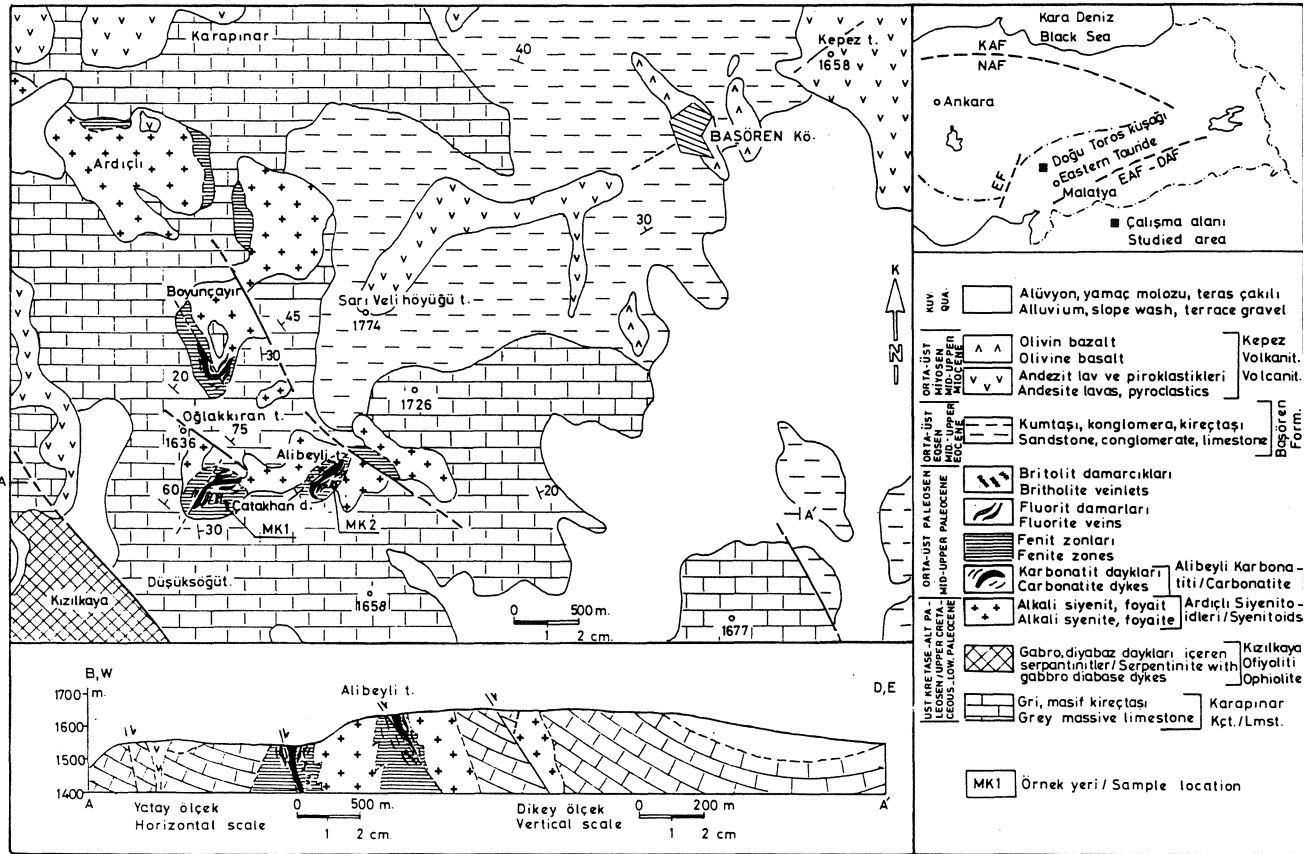 Karapınar
40
Kepez t.
1658
BAŞÖREN Kö.
Ardıçlı
30
Boyunçayır
Sarı Veli höyüğü t.
1774
45
30
20
1726
Oğlakkıran t.
1636
75
Alibeyli t.
A
60
Çatakhan d.
30
MK1
MK2
20
A'
Düşüksöğüt.
Kızılkaya
1658
0 500 m.
1 2 cm.
1677
K
N
B,W
D,E
1700 m.
1600
1500
1400
Alibeyli t.
A
A'
Yatay ölçek
Horizontal scale
0 500 m.
1 2 cm.
Dikey ölçek
Vertical scale
0 200 m
1 2 cm
Kara Deniz
Black Sea
KAF
NAF
Ankara
Doğu Toros kuşağı
Eastern Tauride
EF
Malatya
EAF - DAF
Çalışma alanı
Studied area
KUV.
QUA.
Alüvyon, yamaç molozu, teras çakılı
Alluvium, slope wash, terrace gravel
ORTA-ÜST
MİYOSEN
MID-UPPER
MIOCENE
Olivin bazalt
Olivine basalt
Andezit lav ve piroklastikleri
Andesite lavas, pyroclastics
Kepez
Volkanit.
Volcanit.
ORTA-ÜST
EOSEN
MID-UPPER
EOCENE
Kumtaşı, konglomera, kireçtaşı
Sandstone, conglomerate, limestone
Başören
Form.
ORTA-ÜST PALEOSEN
MID-UPPER PALEOCENE
Britolit damarcıkları
Britholite veinlets
Fluorit damarları
Fluorite veins
Fenit zonları
Fenite zones
Karbonatit daykları
Carbonatite dykes
Alibeyli Karbona-
titi/Carbonatite
ÜST KRETASE-ALT PA-
LEOSEN/UPPER CRETA-
CEOUS-LOW.PALEOCENE
Alkali siyenit, foyait
Alkali syenite, foyaite
Ardıçlı Siyenito-
idleri/Syenitoids
Gabro, diyabaz daykları içeren
serpantinitler/Serpentinite with
gabbro diabase dykes
Kızılkaya
Ofiyoliti
Ophiolite
Gri, masif kireçtaşı
Grey massive limestone
Karapınar
Kçt./Lmst.
MK1 Örnek yeri / Sample location